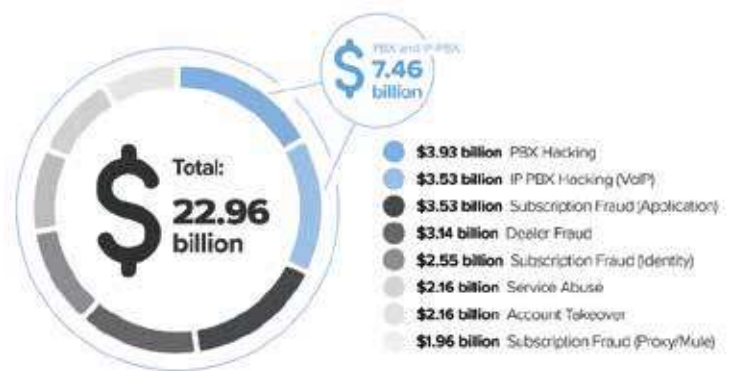 PBX and IP-PBX
$ 7.46
billion
Total:
$ 22.96
billion
$3.93 billion PBX Hacking
$3.53 billion IP PBX Hacking (VoIP)
$3.53 billion Subscription Fraud (Application)
$3.14 billion Dealer Fraud
$2.55 billion Subscription Fraud (Identity)
$2.16 billion Service Abuse
$2.16 billion Account Takeover
$1.96 billion Subscription Fraud (Proxy/Mule)